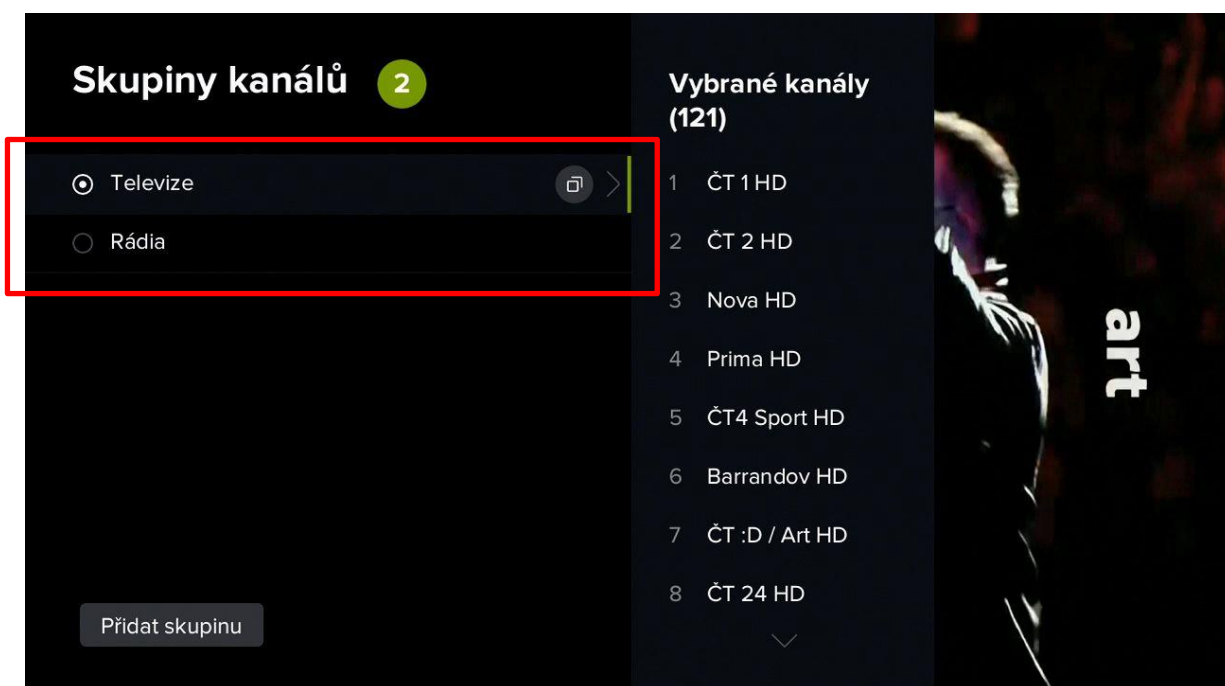 Skupiny kanálů 2
Televize
Rádia
Přidat skupinu
Vybrané kanály
(121)
1 ČT 1 HD
2 ČT 2 HD
3 Nova HD
4 Prima HD
5 ČT4 Sport HD
6 Barrandov HD
7 ČT :D / Art HD
8 ČT 24 HD
art